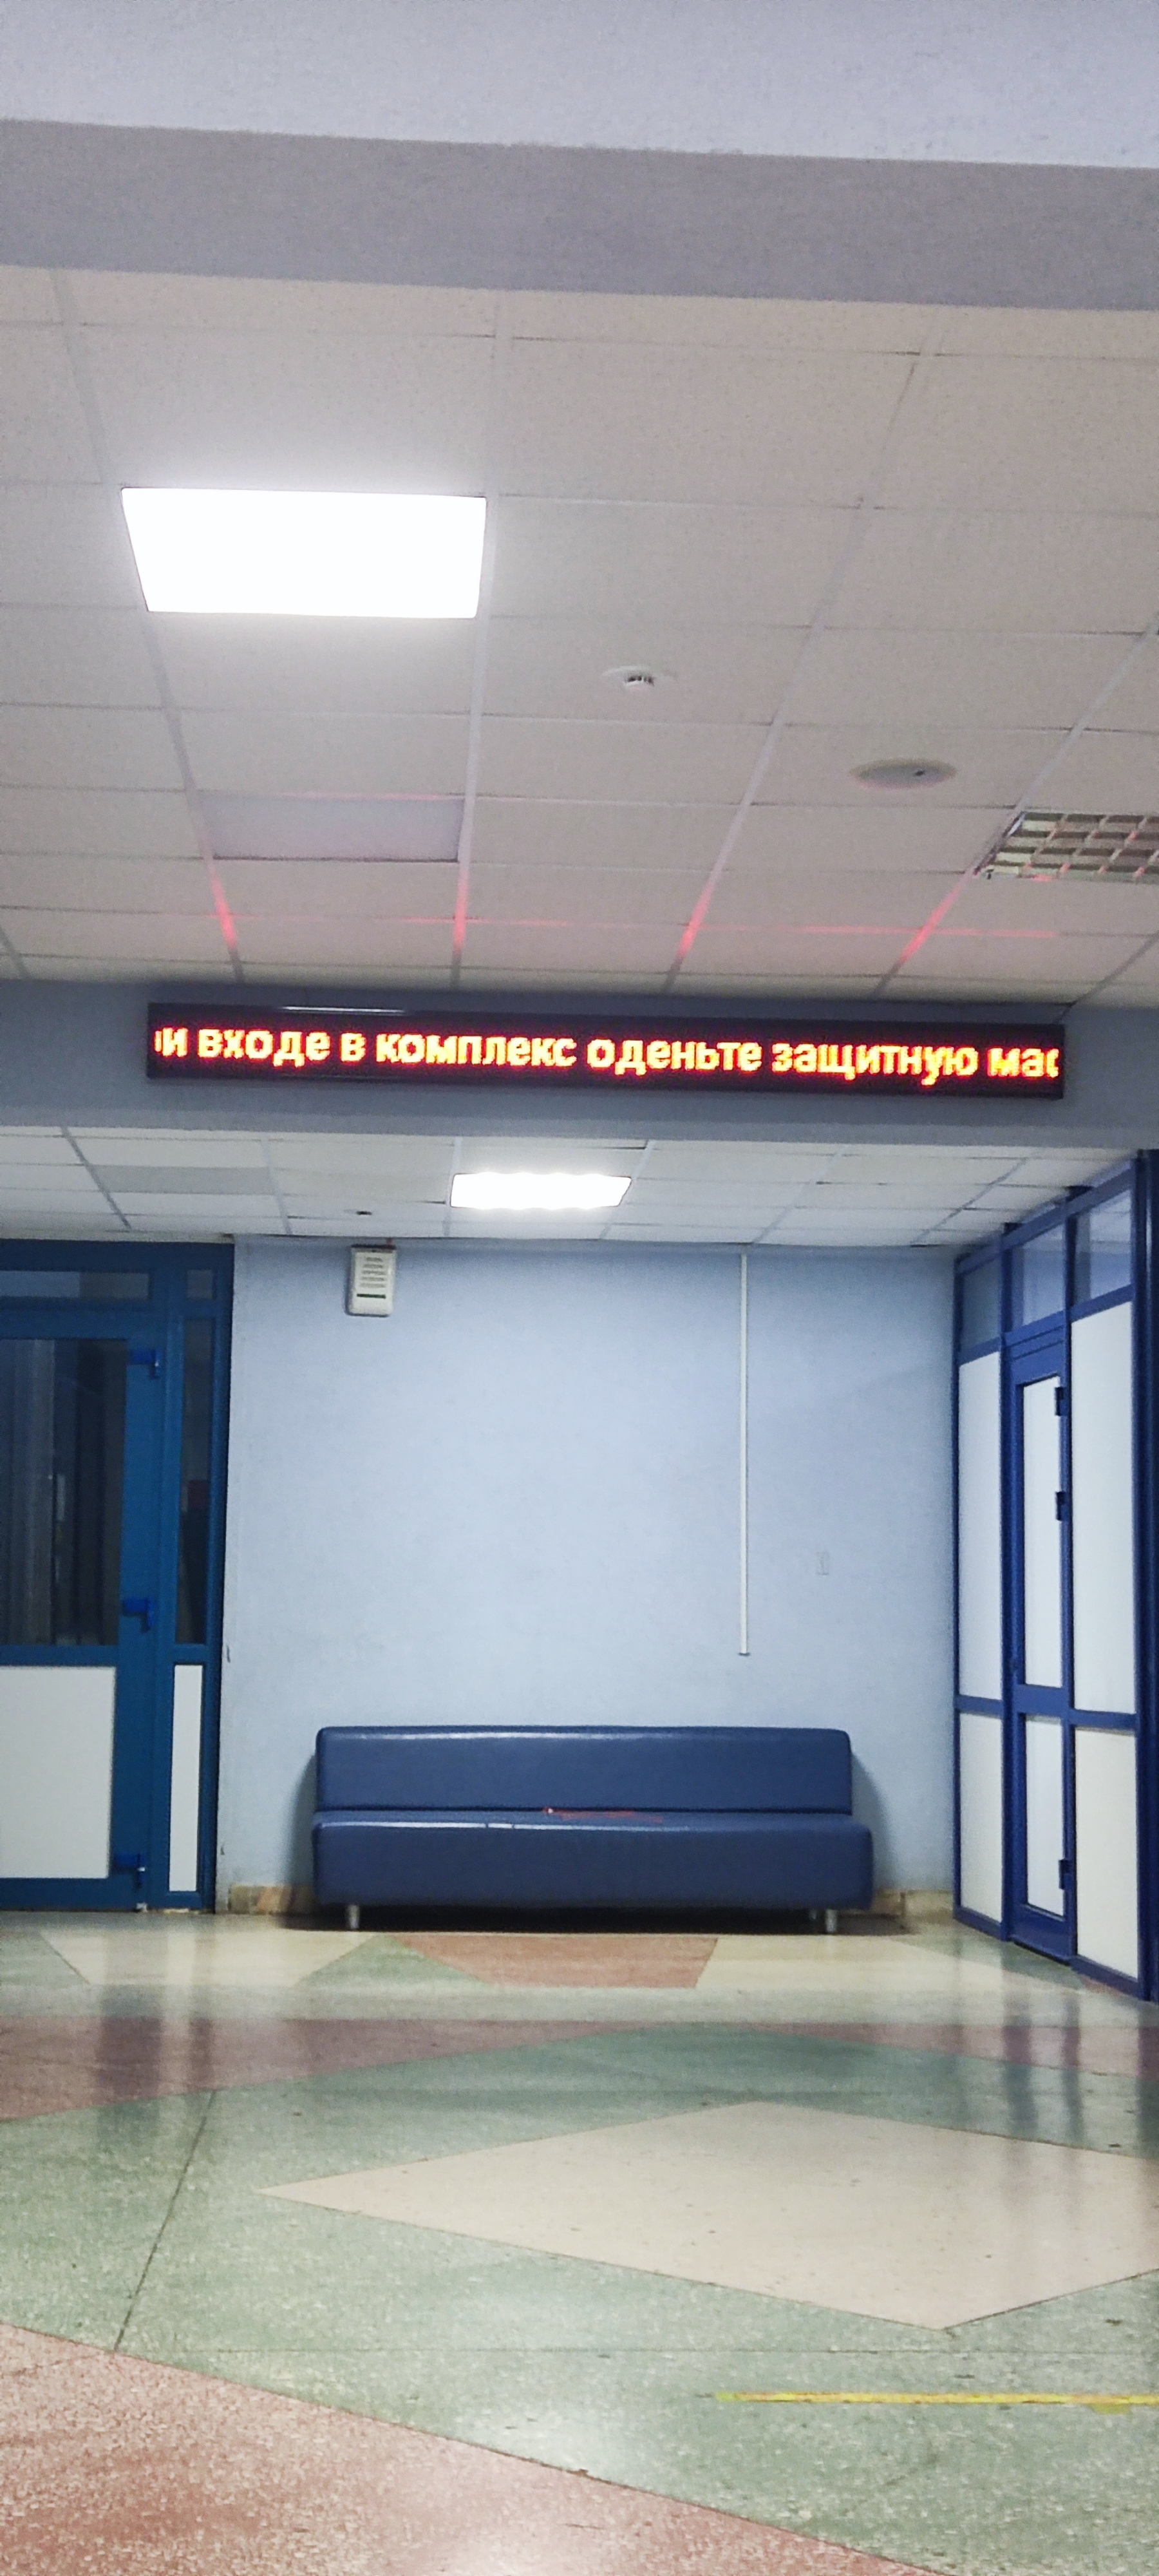 и входе в комплекс оденьте защитную мас